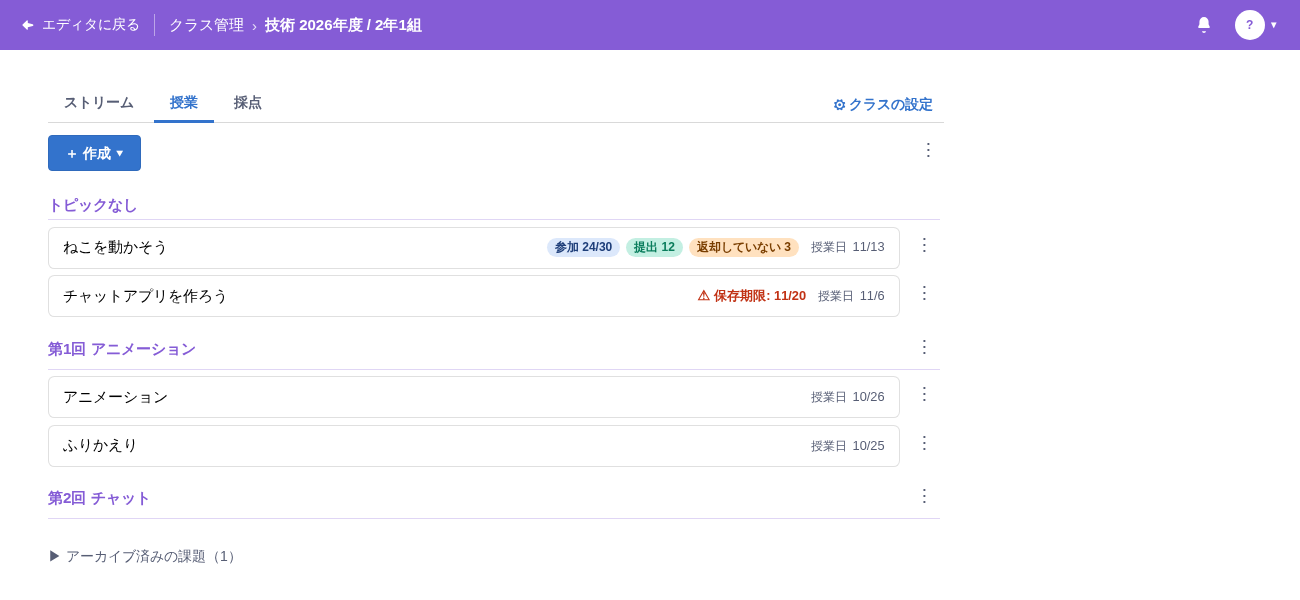 エディタに戻る クラス管理 › 技術 2026年度 / 2年1組 ? ▼
ストリーム 授業 採点 クラスの設定
+ 作成 ▼
トピックなし
ねこを動かそう 参加 24/30 提出 12 返却していない 3 授業日 11/13
チャットアプリを作ろう ⚠ 保存期限: 11/20 授業日 11/6
第1回 アニメーション
アニメーション 授業日 10/26
ふりかえり 授業日 10/25
第2回 チャット
▶ アーカイブ済みの課題（1）